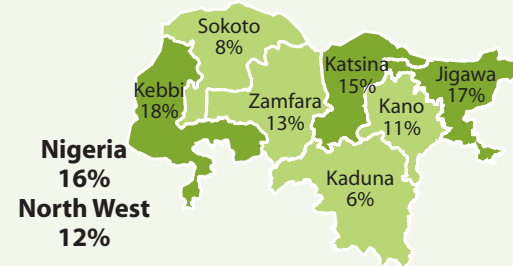 Sokoto
8%
Katsina
15%
Jigawa
17%
Kebbi
18%
Zamfara
13%
Kano
11%
Nigeria
16%
North West
12%
Kaduna
6%